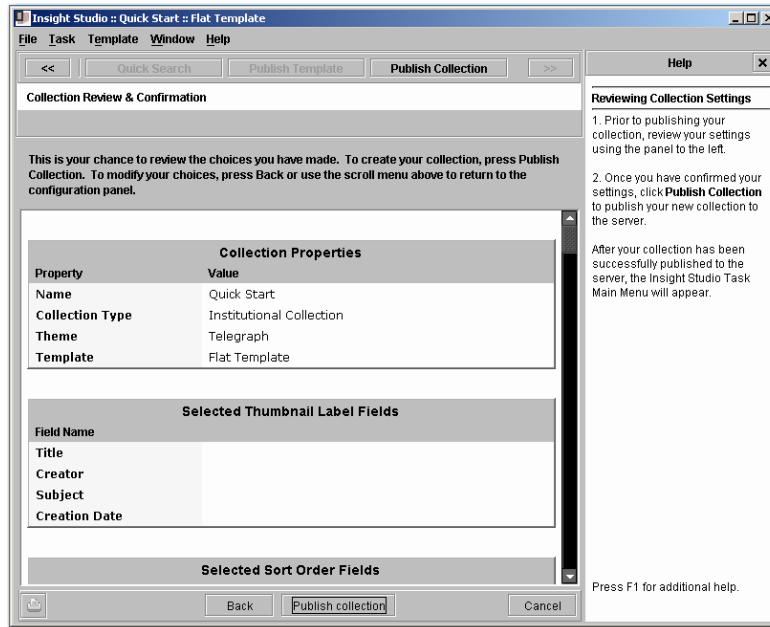 Insight Studio :: Quick Start :: Flat Template
File Task Template Window Help
<< Quick Search Publish Template Publish Collection >>
Collection Review & Confirmation
This is your chance to review the choices you have made. To create your collection, press Publish
Collection. To modify your choices, press Back or use the scroll menu above to return to the
configuration panel.
Collection Properties
Property Value
Name Quick Start
Collection Type Institutional Collection
Theme Telegraph
Template Flat Template
Selected Thumbnail Label Fields
Field Name
Title
Creator
Subject
Creation Date
Selected Sort Order Fields
Back Publish collection Cancel
Help
Reviewing Collection Settings
1. Prior to publishing your
collection, review your settings
using the panel to the left.
2. Once you have confirmed your
settings, click Publish Collection
to publish your new collection to
the server.
After your collection has been
successfully published to the
server, the Insight Studio Task
Main Menu will appear.
Press F1 for additional help.